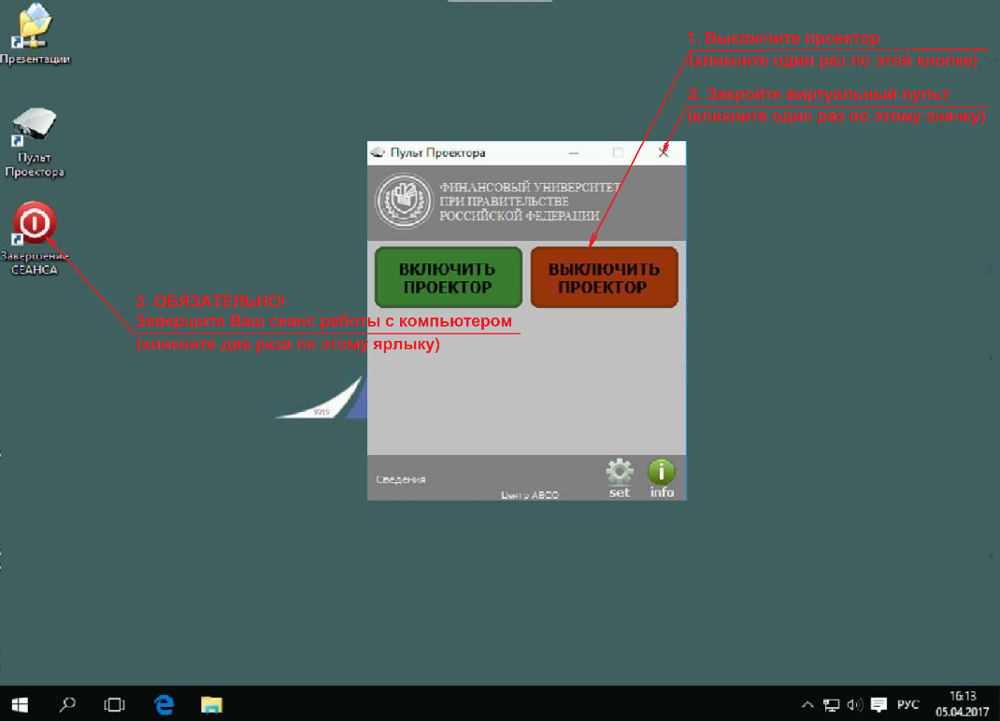 Презентации
Пульт
Проектора
Завершение
СЕАНСА
1. Выключите проектор
(кликните один раз по этой кнопке)
2. Закройте виртуальный пульт
(кликните один раз по этому значку)
Пульт Проектора
ФИНАНСОВЫЙ УНИВЕРСИТЕТ
ПРИ ПРАВИТЕЛЬСТВЕ
РОССИЙСКОЙ ФЕДЕРАЦИИ
ВКЛЮЧИТЬ
ПРОЕКТОР
ВЫКЛЮЧИТЬ
ПРОЕКТОР
3. ОБЯЗАТЕЛЬНО!
Завершите Ваш сеанс работы с компьютером
(кликните два раза по этому ярлыку)
1919
Сведения
set
info
Центр АВСО
РУС
16:13
05.04.2017